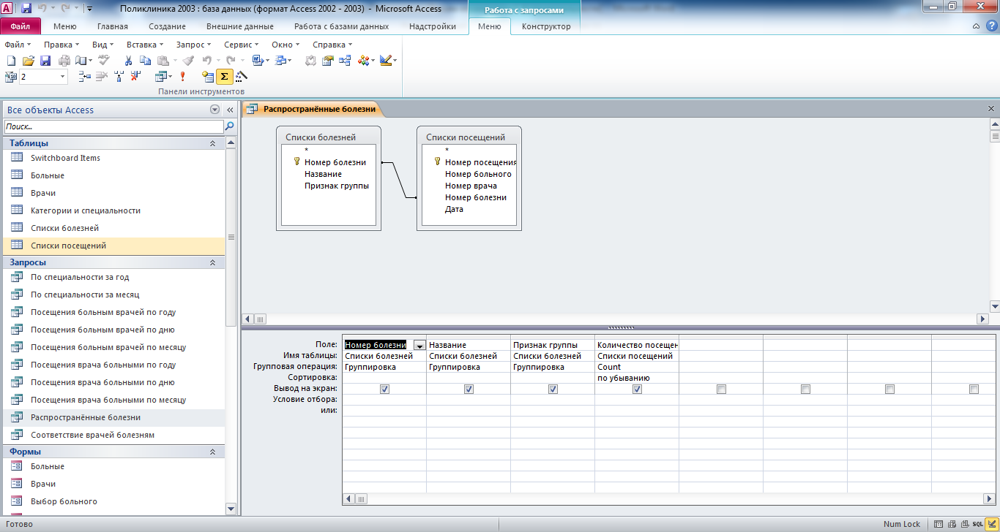 Поликлиника 2003 : база данных (формат Access 2002 - 2003) - Microsoft Access
Работа с запросами
Файл Меню Главная Создание Внешние данные Работа с базами данных Надстройки Меню Конструктор
Файл Правка Вид Вставка Запрос Сервис Окно Справка
2
Панели инструментов
Все объекты Access
Поиск...
Таблицы
Switchboard Items
Больные
Врачи
Категории и специальности
Списки болезней
Списки посещений
Запросы
По специальности за год
По специальности за месяц
Посещения больным врачей по году
Посещения больным врачей по дню
Посещения больным врачей по месяцу
Посещения врача больными по году
Посещения врача больными по дню
Посещения врача больными по месяцу
Распространённые болезни
Соответствие врачей болезням
Формы
Больные
Врачи
Выбор больного
Распространённые болезни
Списки болезней
*
Номер болезни
Название
Признак группы
Списки посещений
*
Номер посещения
Номер больного
Номер врача
Номер болезни
Дата
Поле: Номер болезни Название Признак группы Количество посещен
Имя таблицы: Списки болезней Списки болезней Списки болезней Списки посещений
Групповая операция: Группировка Группировка Группировка Count
Сортировка: по убыванию
Вывод на экран:
Условие отбора:
или:
Готово
Num Lock
SQL